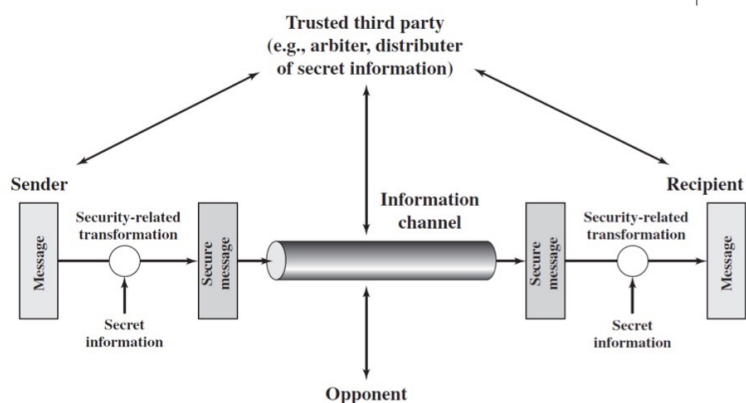 Trusted third party
(e.g., arbiter, distributer
of secret information)
Sender
Recipient
Information
channel
Security-related
transformation
Security-related
transformation
Message
Secure
message
Secure
message
Message
Secret
information
Secret
information
Opponent